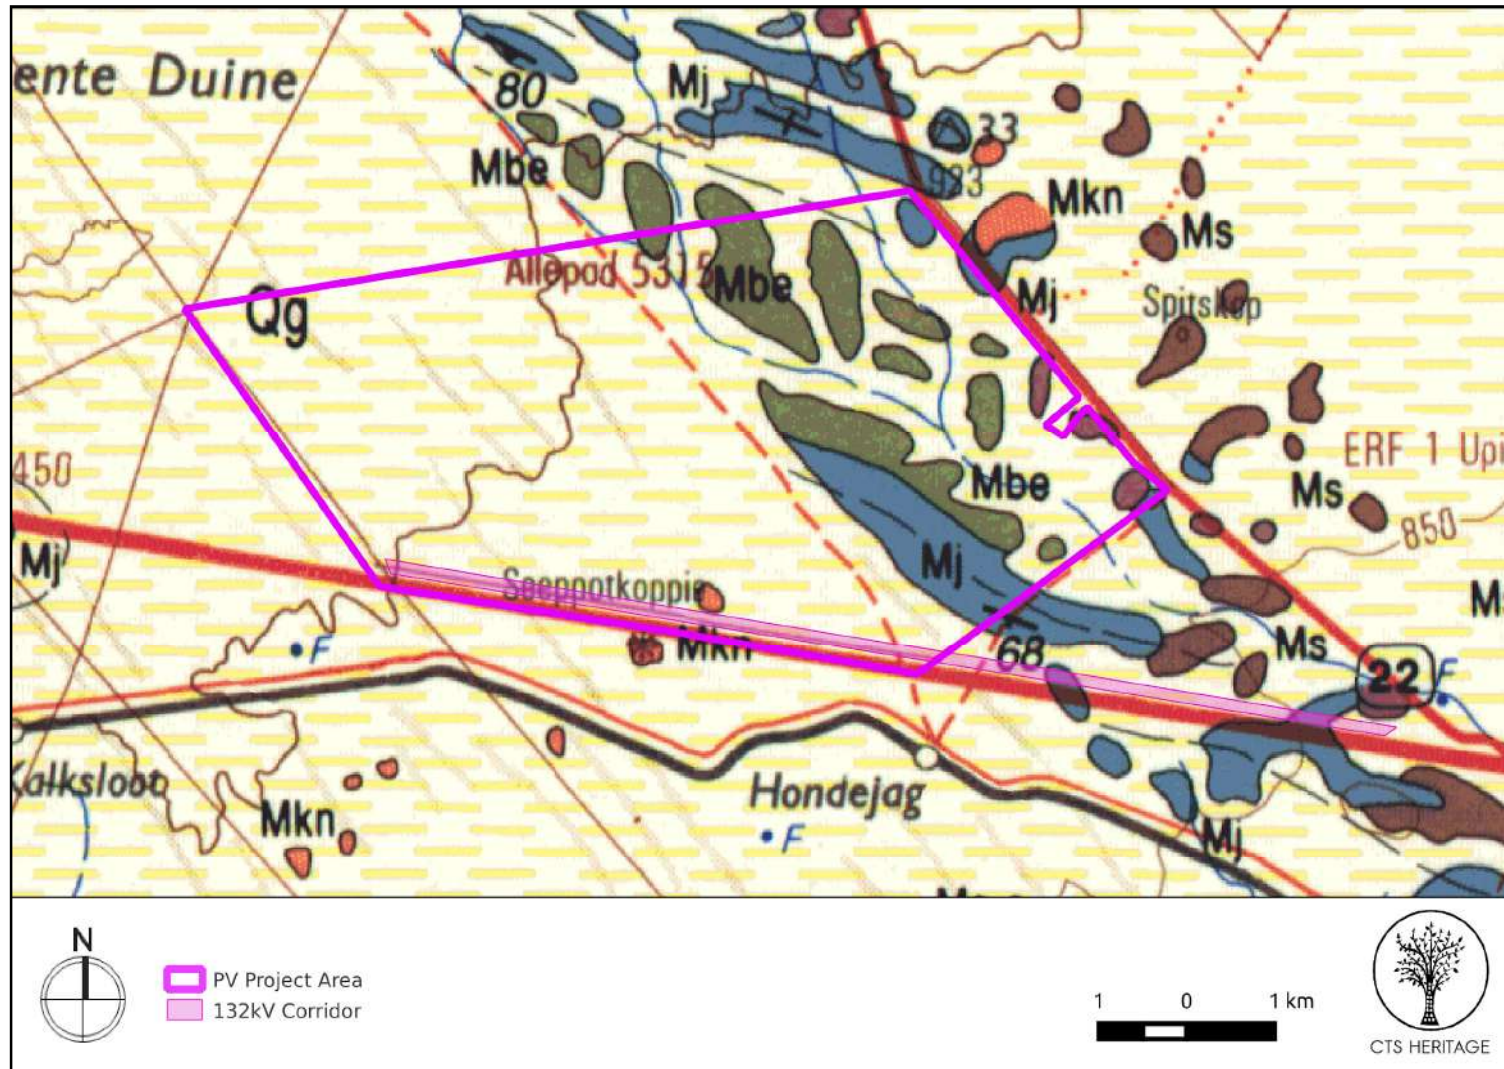 ente Duine
80
Mj
33
Mbe
923
Mkn
Ms
Allepad 5315
Mbe
Qg
Mj
Spitskop
450
ERF 1 Upi
Mbe
Ms
850
Mj
Mj
Seeppotkoppie
M
F
Mkn
68
Ms
22
F
Kalksloot
Hondejag
Mkn
F
Mj
N
PV Project Area
132kV Corridor
1 0 1 km
CTS HERITAGE